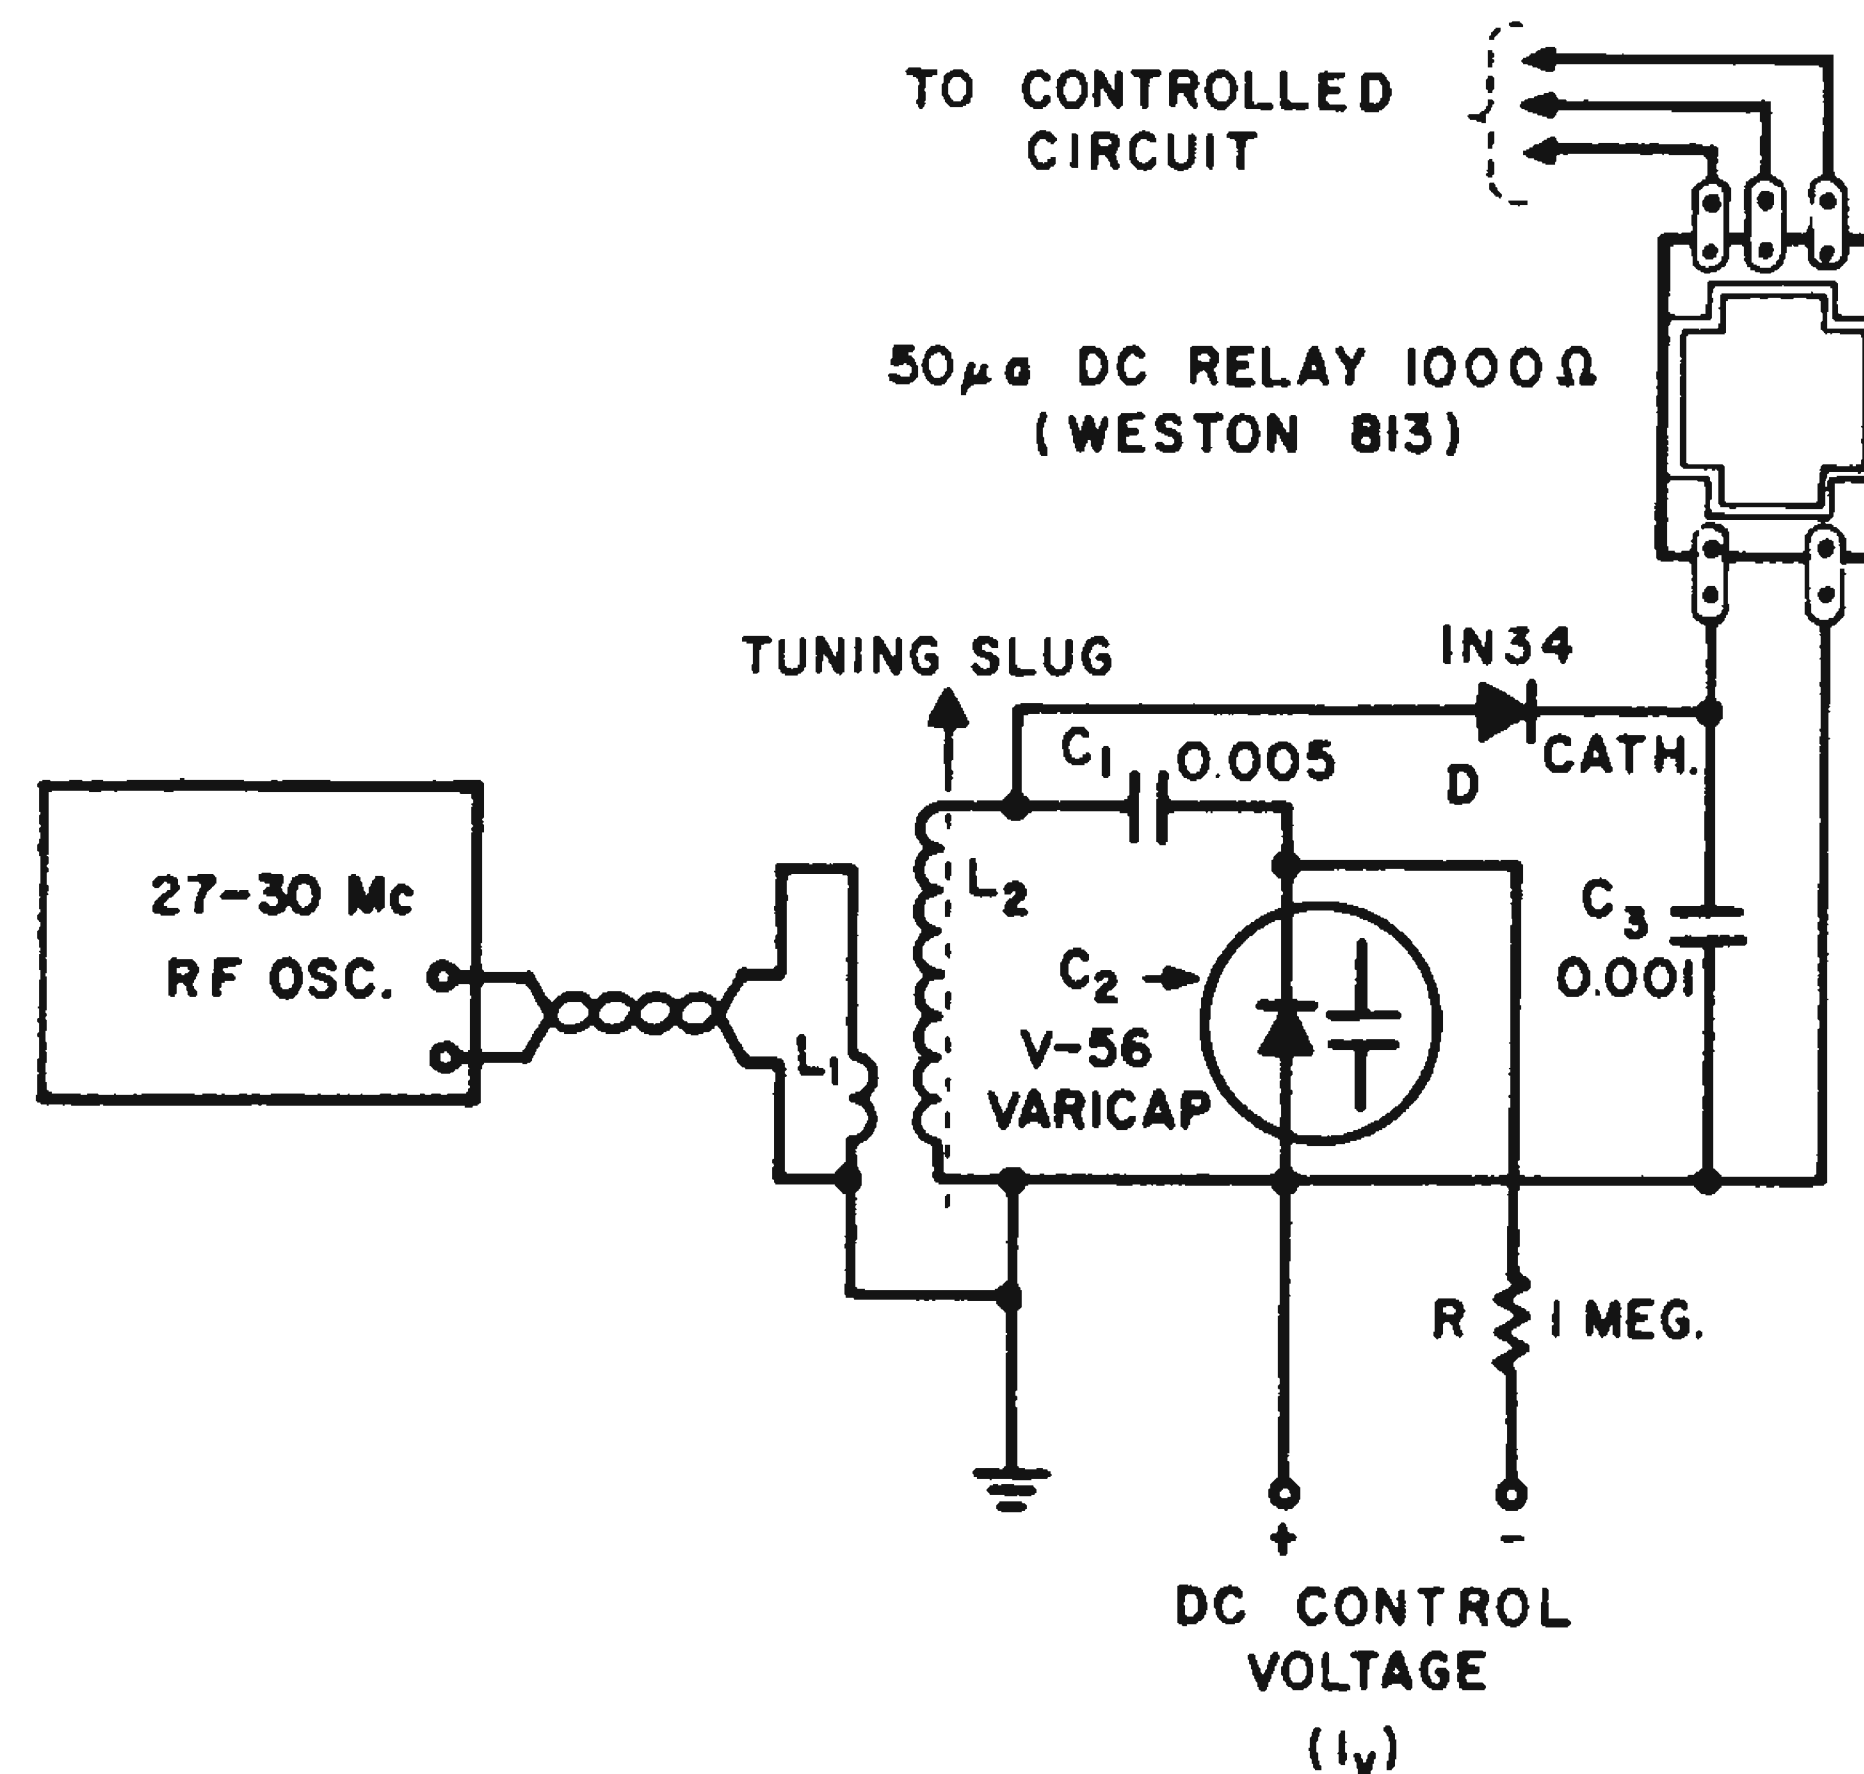 TO CONTROLLED
CIRCUIT
50µa DC RELAY 1000Ω
(WESTON 813)
TUNING SLUG
IN34
CATH.
D
C1 0.005
27-30 Mc
RF OSC.
L1
L2
C2
V-56
VARICAP
C3
0.001
R 1 MEG.
+ -
DC CONTROL
VOLTAGE
(1v)